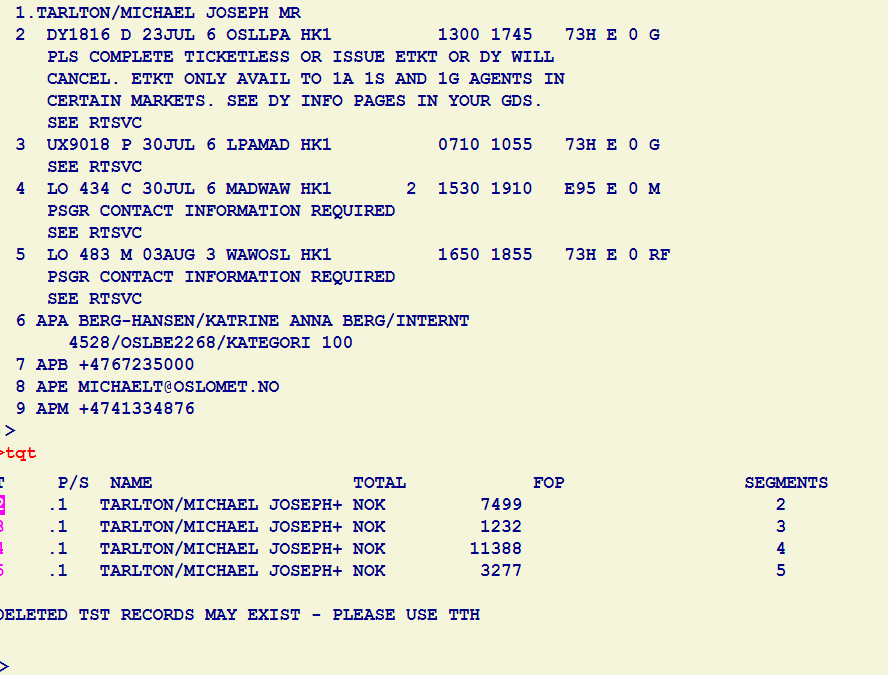 1.TARLTON/MICHAEL JOSEPH MR
2 DY1816 D 23JUL 6 OSLLPA HK1 1300 1745 73H E 0 G
PLS COMPLETE TICKETLESS OR ISSUE ETKT OR DY WILL
CANCEL. ETKT ONLY AVAIL TO 1A 1S AND 1G AGENTS IN
CERTAIN MARKETS. SEE DY INFO PAGES IN YOUR GDS.
SEE RTSVC
3 UX9018 P 30JUL 6 LPAMAD HK1 0710 1055 73H E 0 G
SEE RTSVC
4 LO 434 C 30JUL 6 MADWAW HK1 2 1530 1910 E95 E 0 M
PSGR CONTACT INFORMATION REQUIRED
SEE RTSVC
5 LO 483 M 03AUG 3 WAWOSL HK1 1650 1855 73H E 0 RF
PSGR CONTACT INFORMATION REQUIRED
SEE RTSVC
6 APA BERG-HANSEN/KATRINE ANNA BERG/INTERNT
4528/OSLBE2268/KATEGORI 100
7 APB +4767235000
8 APE MICHAELT@OSLOMET.NO
9 APM +4741334876
>
>tqt
T P/S NAME TOTAL FOP SEGMENTS
2 .1 TARLTON/MICHAEL JOSEPH+ NOK 7499 2
3 .1 TARLTON/MICHAEL JOSEPH+ NOK 1232 3
4 .1 TARLTON/MICHAEL JOSEPH+ NOK 11388 4
5 .1 TARLTON/MICHAEL JOSEPH+ NOK 3277 5
DELETED TST RECORDS MAY EXIST - PLEASE USE TTH
>